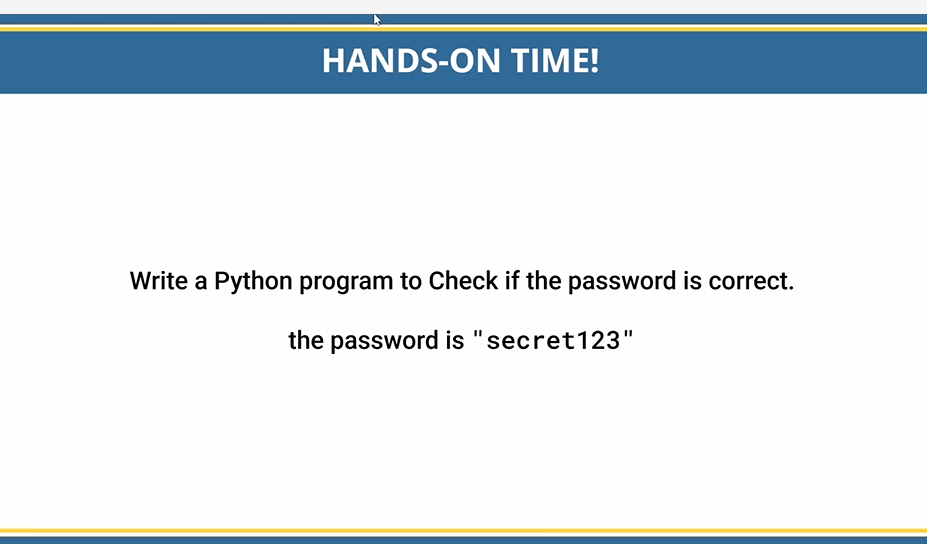 HANDS-ON TIME!
Write a Python program to Check if the password is correct.
the password is "secret123"